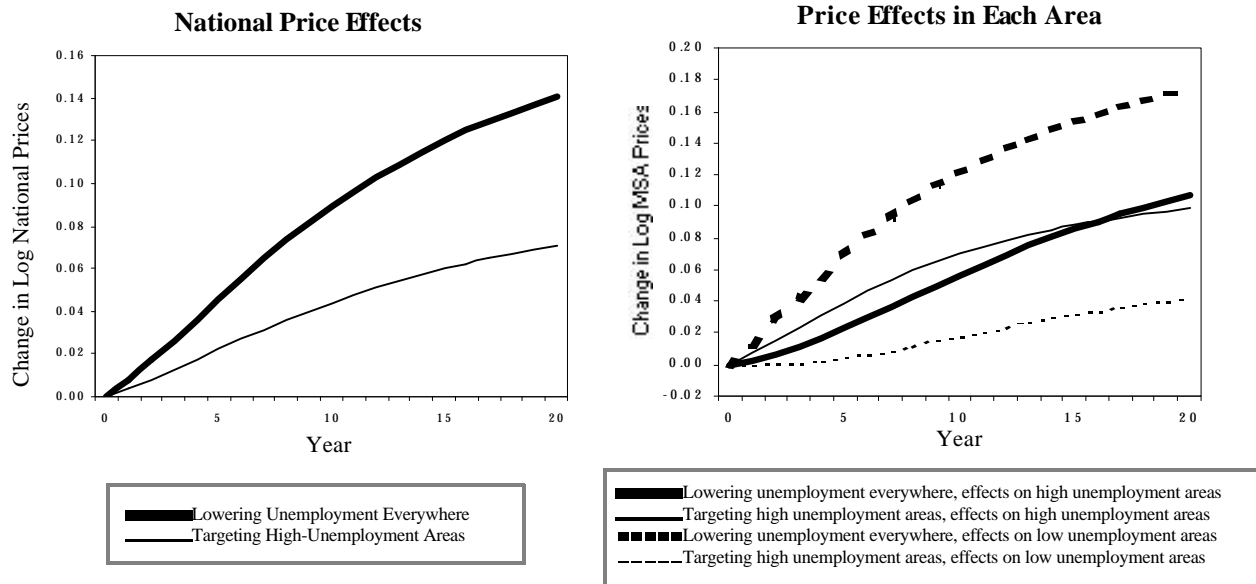 National Price Effects
Change in Log National Prices
0.16
0.14
0.12
0.10
0.08
0.06
0.04
0.02
0.00
0 5 10 15 20
Year
Lowering Unemployment Everywhere
Targeting High-Unemployment Areas
Price Effects in Each Area
Change in Log MSA Prices
0.20
0.18
0.16
0.14
0.12
0.10
0.08
0.06
0.04
0.02
0.00
-0.02
0 5 10 15 20
Year
Lowering unemployment everywhere, effects on high unemployment areas
Targeting high unemployment areas, effects on high unemployment areas
Lowering unemployment everywhere, effects on low unemployment areas
Targeting high unemployment areas, effects on low unemployment areas